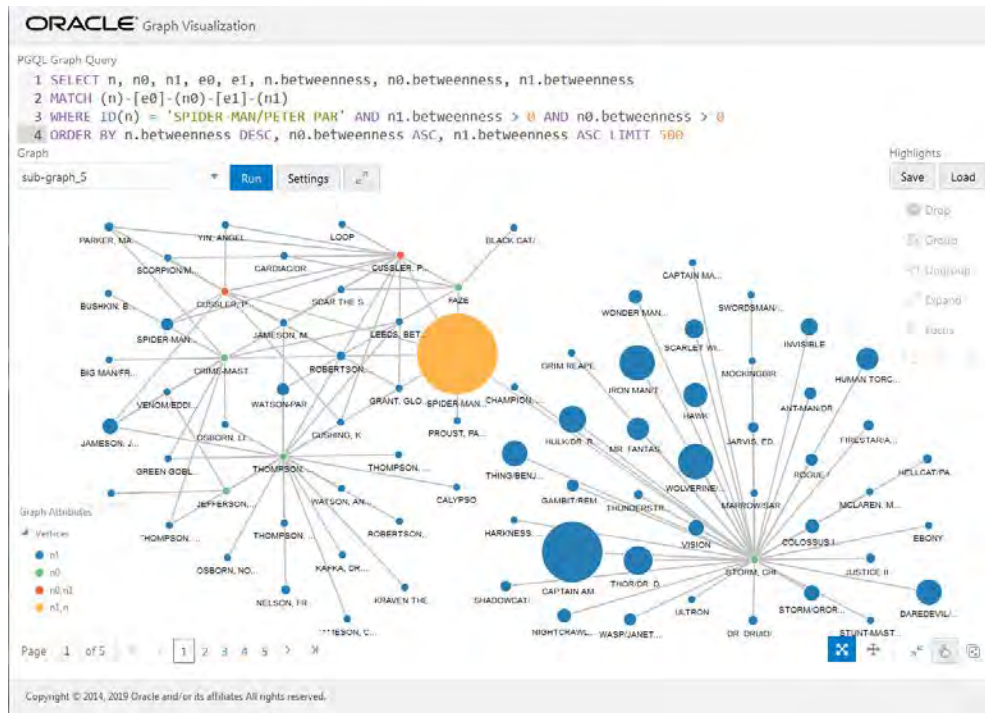 ORACLE Graph Visualization
PGQL Graph Query
1 SELECT n, n0, n1, e0, e1, n.betweenness, n0.betweenness, n1.betweenness
2 MATCH (n)-[e0]-(n0)-[e1]-(n1)
3 WHERE ID(n) = 'SPIDER-MAN/PETER PAR' AND n1.betweenness > 0 AND n0.betweenness > 0
4 ORDER BY n.betweenness DESC, n0.betweenness ASC, n1.betweenness ASC LIMIT 500
Graph
Highlights
sub-graph_5
Run
Settings
Save
Load
Drop
Group
Ungroup
Expand
Focus
PARKER, MA...
YIN, ANGEL
LOOP
BLACK CAT/
SCORPION/M...
CARDIAC/DR
CUSSLER, P...
CAPTAIN MA...
BUSHKIN, B...
CUSSLER, P...
SCAR THE S...
FAZE
WONDER MAN...
SWORDSMAN/...
SPIDER-MAN...
JAMESON, M...
LEEDS, BET...
SCARLET WI...
INVISIBLE
BIG MAN/FR...
CRIME-MAST...
ROBERTSON...
GRIM REAPE...
MOCKINGBIR...
HUMAN TORC...
VENOM/EDDI...
WATSON-PAR...
GRANT, GLO...
SPIDER-MAN...
CHAMPION, ...
IRON MAN/T...
HAWK
ANT-MAN/DR...
JAMESON, J...
OSBORN, LI...
CUSHING, K
PROUST, PA...
HULK/DR. R...
MR. FANTAS...
JARVIS, ED...
FIRESTAR/A...
GREEN GOBL...
THOMPSON, ...
THOMPSON, ...
THING/BENJ...
WOLVERINE/...
ROGUE /
HELLCAT/PA...
JEFFERSON, ...
WATSON, AN...
CALYPSO
GAMBIT/REM...
THUNDERSTR...
MARROW/SAR...
MCLAREN, M...
Graph Attributes
Vertices
n1
n0
n0,n1
n1,n
THOMPSON, ...
THOMPSON, ...
ROBERTSON, ...
HARKNESS, ...
VISION
COLOSSUS I...
EBONY
OSBORN, NO...
KAFKA, DR...
CAPTAIN AM...
THOR/DR. D...
STORM, CHI...
JUSTICE II...
NELSON, FR...
KRAVEN THE
SHADOWCAT/
ULTRON
STORM/OROR...
DAREDEVIL/...
NIGHTCRAWL...
WASP/JANET...
DR. DRUID/
STUNT-MAST...
Page 1 of 5
1 2 3 4 5
Copyright © 2014, 2019 Oracle and/or its affiliates All rights reserved.